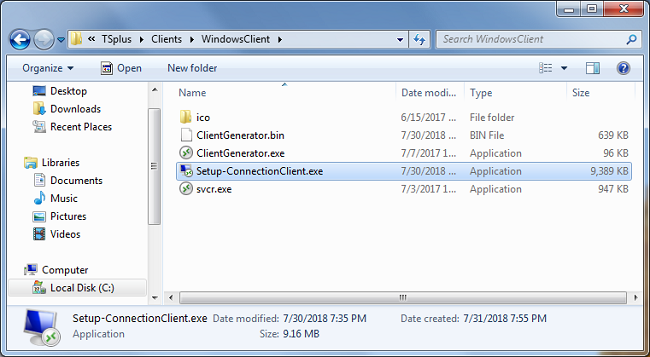 « TSplus Clients WindowsClient Search WindowsClient
Organize Open New folder
Desktop
Downloads
Recent Places
Libraries
Documents
Music
Pictures
Videos
Computer
Local Disk (C:)
Name Date modi... Type Size
ico 6/15/2017 ... File folder
ClientGenerator.bin 7/30/2018 ... BIN File 639 KB
ClientGenerator.exe 7/7/2017 1... Application 96 KB
Setup-ConnectionClient.exe 7/30/2018 ... Application 9,389 KB
svcr.exe 7/3/2017 1... Application 947 KB
Setup-ConnectionClient.exe Date modified: 7/30/2018 7:35 PM Date created: 7/31/2018 7:55 PM
Application Size: 9.16 MB